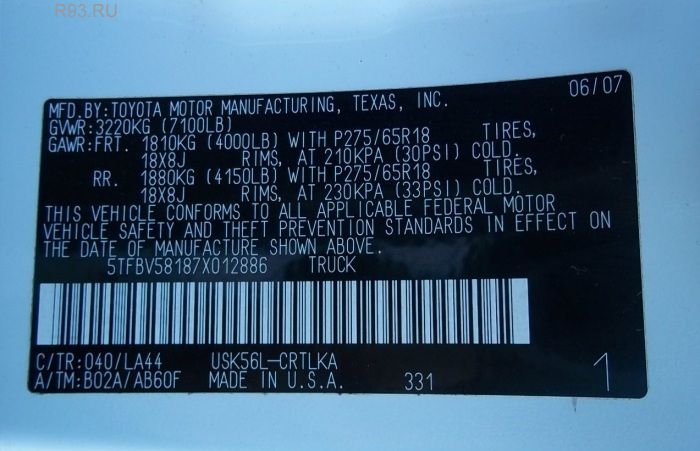 R93.RU
06/07
MFD.BY:TOYOTA MOTOR MANUFACTURING, TEXAS, INC.
GVWR:3220KG (7100LB)
GAWR:FRT. 1810KG (4000LB) WITH P275/65R18 TIRES,
18X8J RIMS, AT 210KPA (30PSI) COLD.
RR. 1880KG (4150LB) WITH P275/65R18 TIRES,
18X8J RIMS, AT 230KPA (33PSI) COLD.
THIS VEHICLE CONFORMS TO ALL APPLICABLE FEDERAL MOTOR
VEHICLE SAFETY AND THEFT PREVENTION STANDARDS IN EFFECT ON
THE DATE OF MANUFACTURE SHOWN ABOVE.
5TFBV58187X012886 TRUCK
C/TR:040/LA44 USK56L-CRTLKA
A/TM:B02A/AB60F MADE IN U.S.A. 331 1